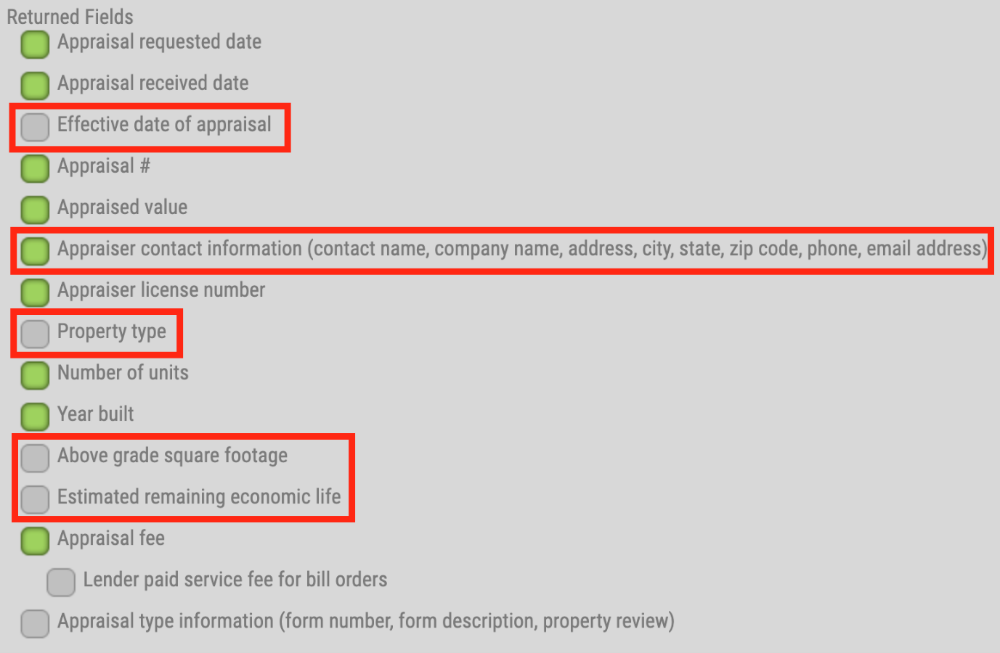 Returned Fields
Appraisal requested date
Appraisal received date
Effective date of appraisal
Appraisal #
Appraised value
Appraiser contact information (contact name, company name, address, city, state, zip code, phone, email address)
Appraiser license number
Property type
Number of units
Year built
Above grade square footage
Estimated remaining economic life
Appraisal fee
Lender paid service fee for bill orders
Appraisal type information (form number, form description, property review)